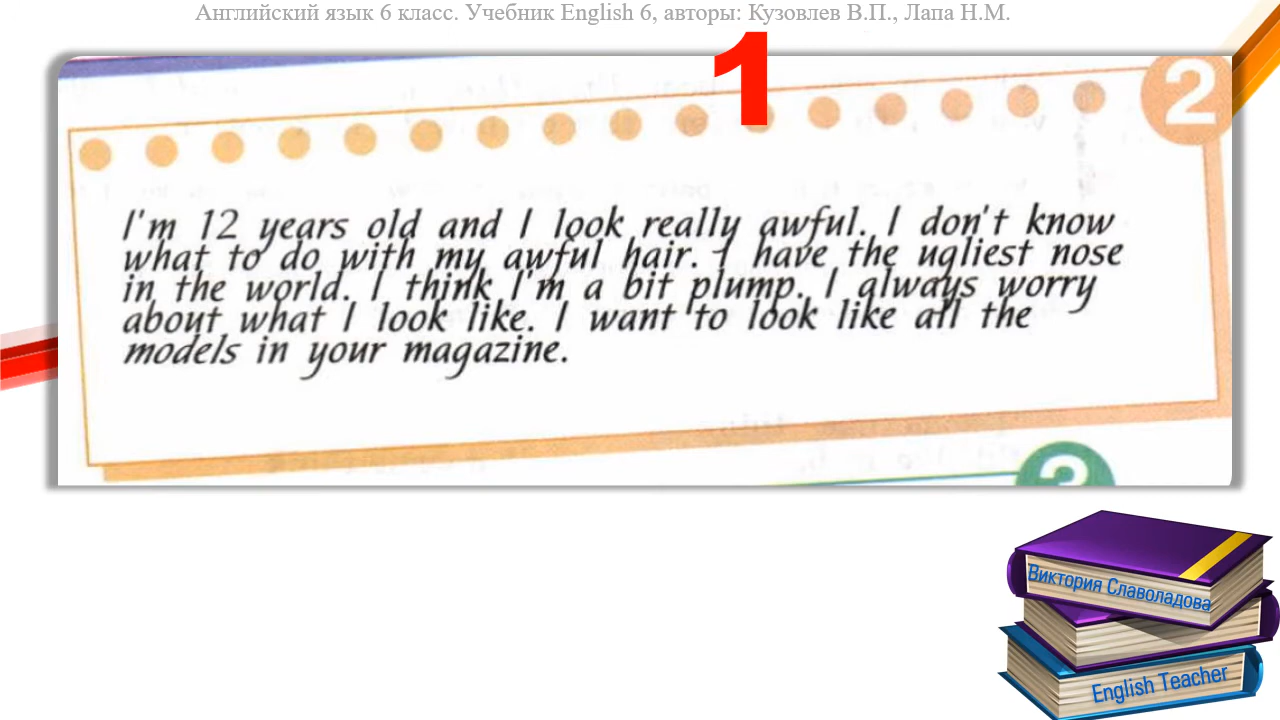 Английский язык 6 класс. Учебник English 6, авторы: Кузовлев В.П., Лапа Н.М.
1
2
I'm 12 years old and I look really awful. I don't know
what to do with my awful hair. I have the ugliest nose
in the world. I think I'm a bit plump. I always worry
about what I look like. I want to look like all the
models in your magazine.
3
Виктория Славоладова
English Teacher